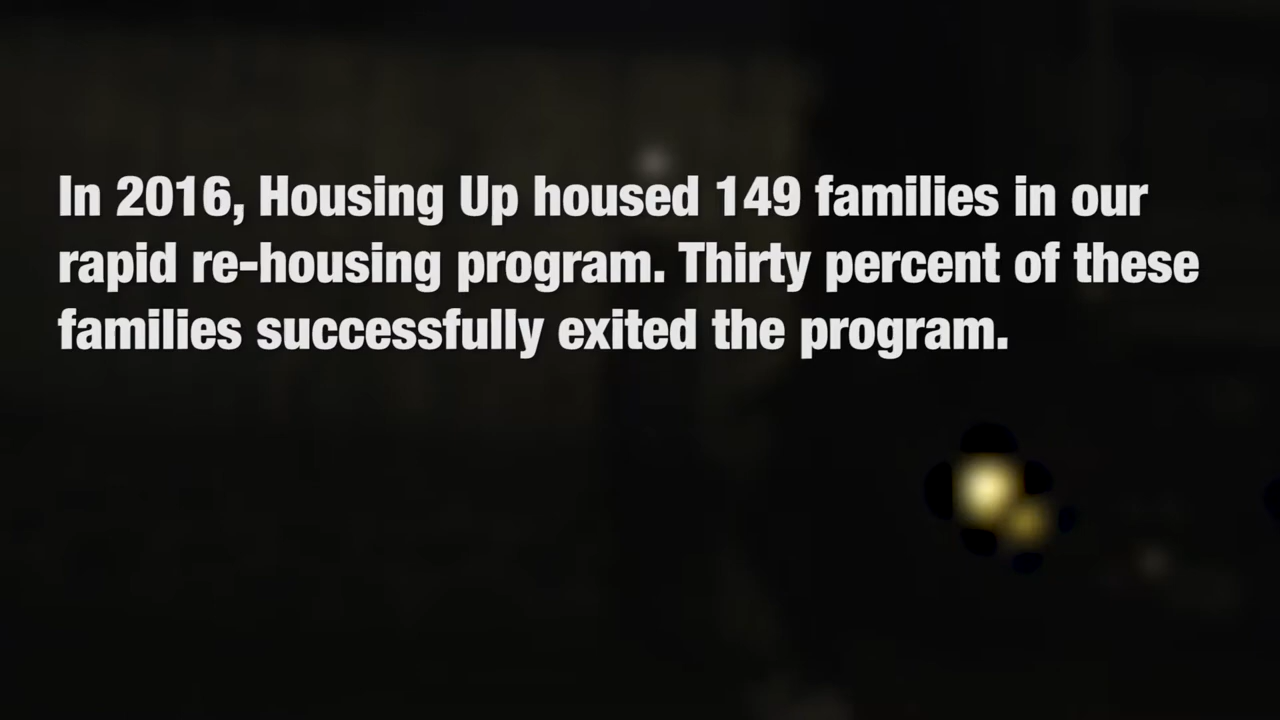 In 2016, Housing Up housed 149 families in our
rapid re-housing program. Thirty percent of these
families successfully exited the program.